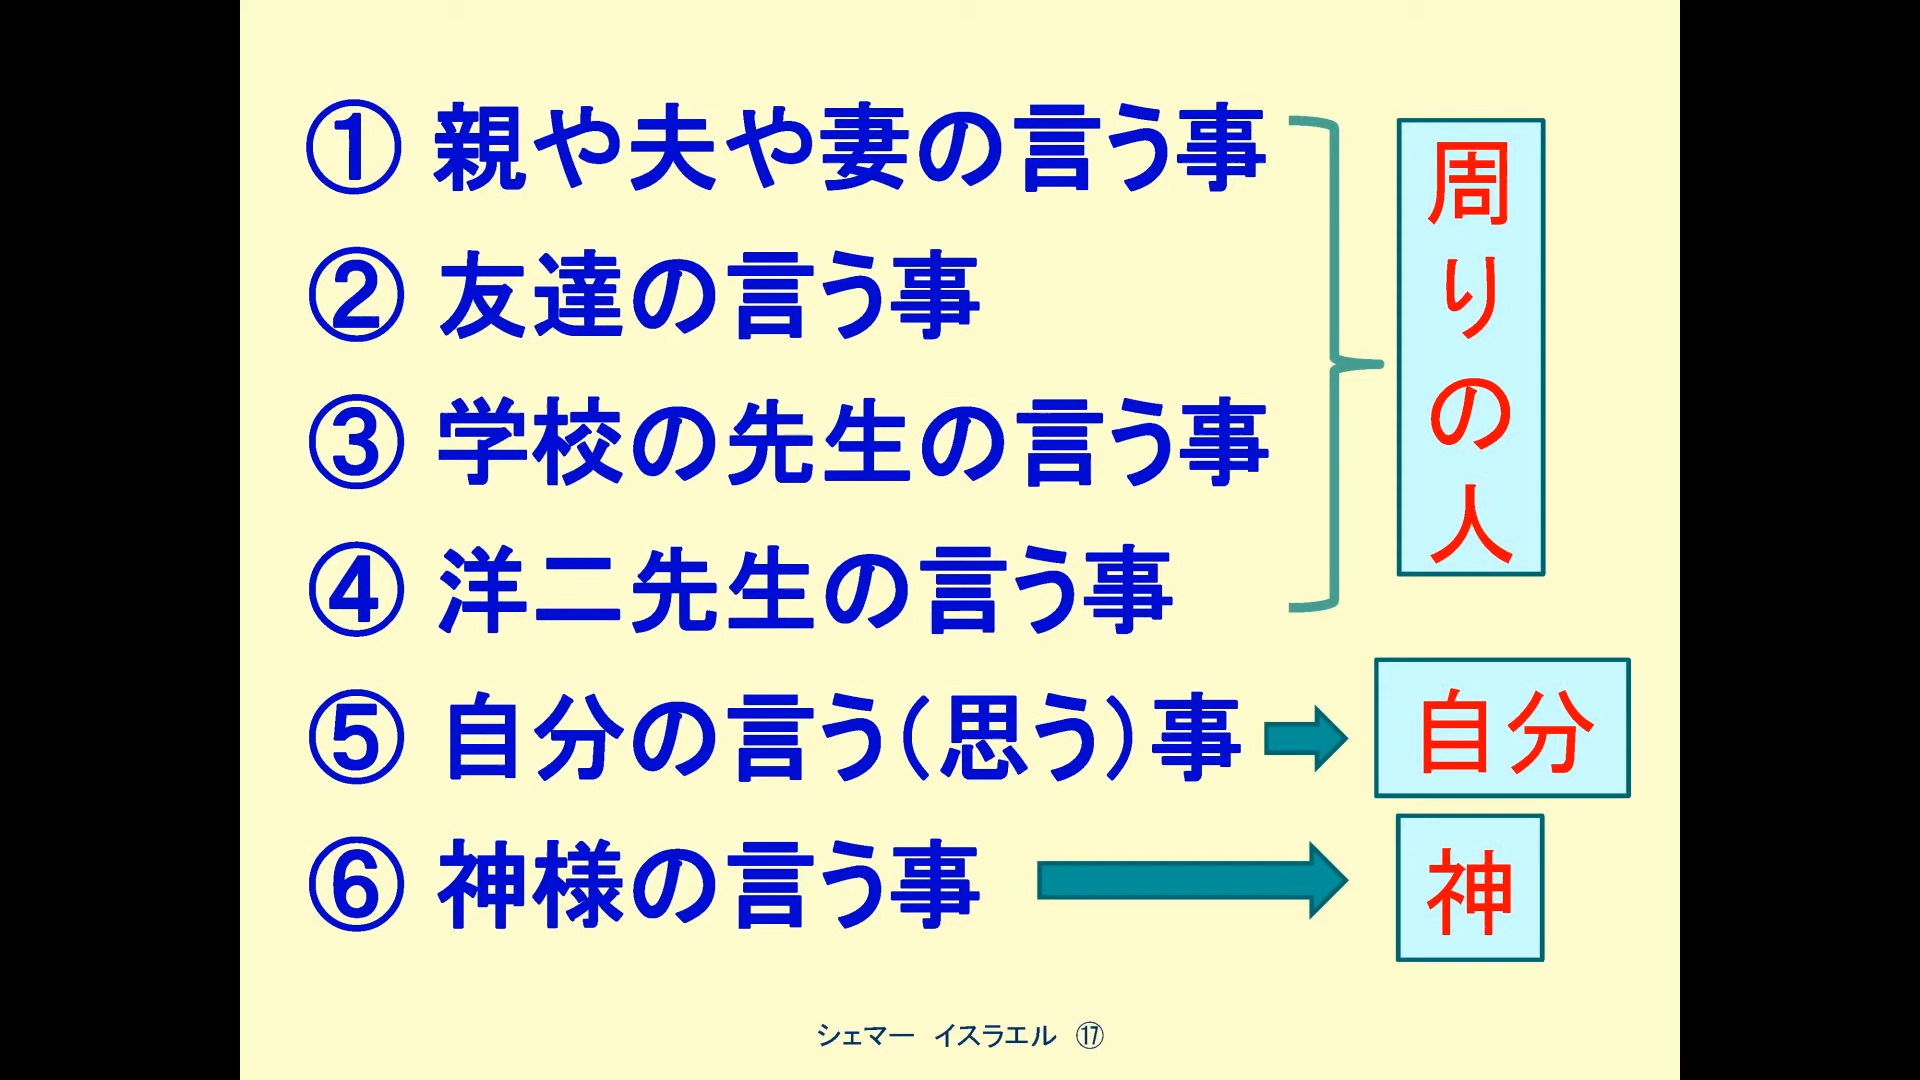 ① 親や夫や妻の言う事
② 友達の言う事
③ 学校の先生の言う事
④ 洋二先生の言う事
⑤ 自分の言う（思う）事
⑥ 神様の言う事
周りの人
自分
神
シェマー　イスラエル　⑰